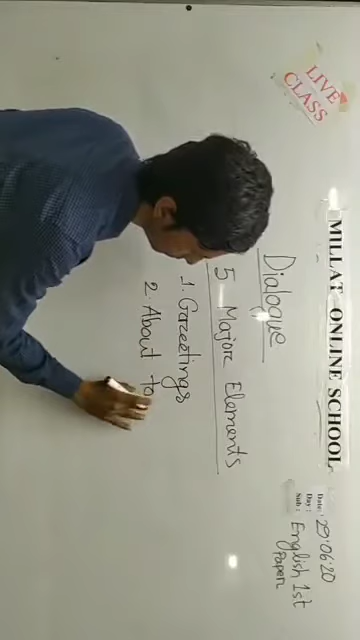 LIVE
CLASS
MILLAT ONLINE SCHOOL
Date: 29.06.20
Day:
Sub: English 1st
Paper
Dialogue
5 Major Elements
1. Greetings
2. About to